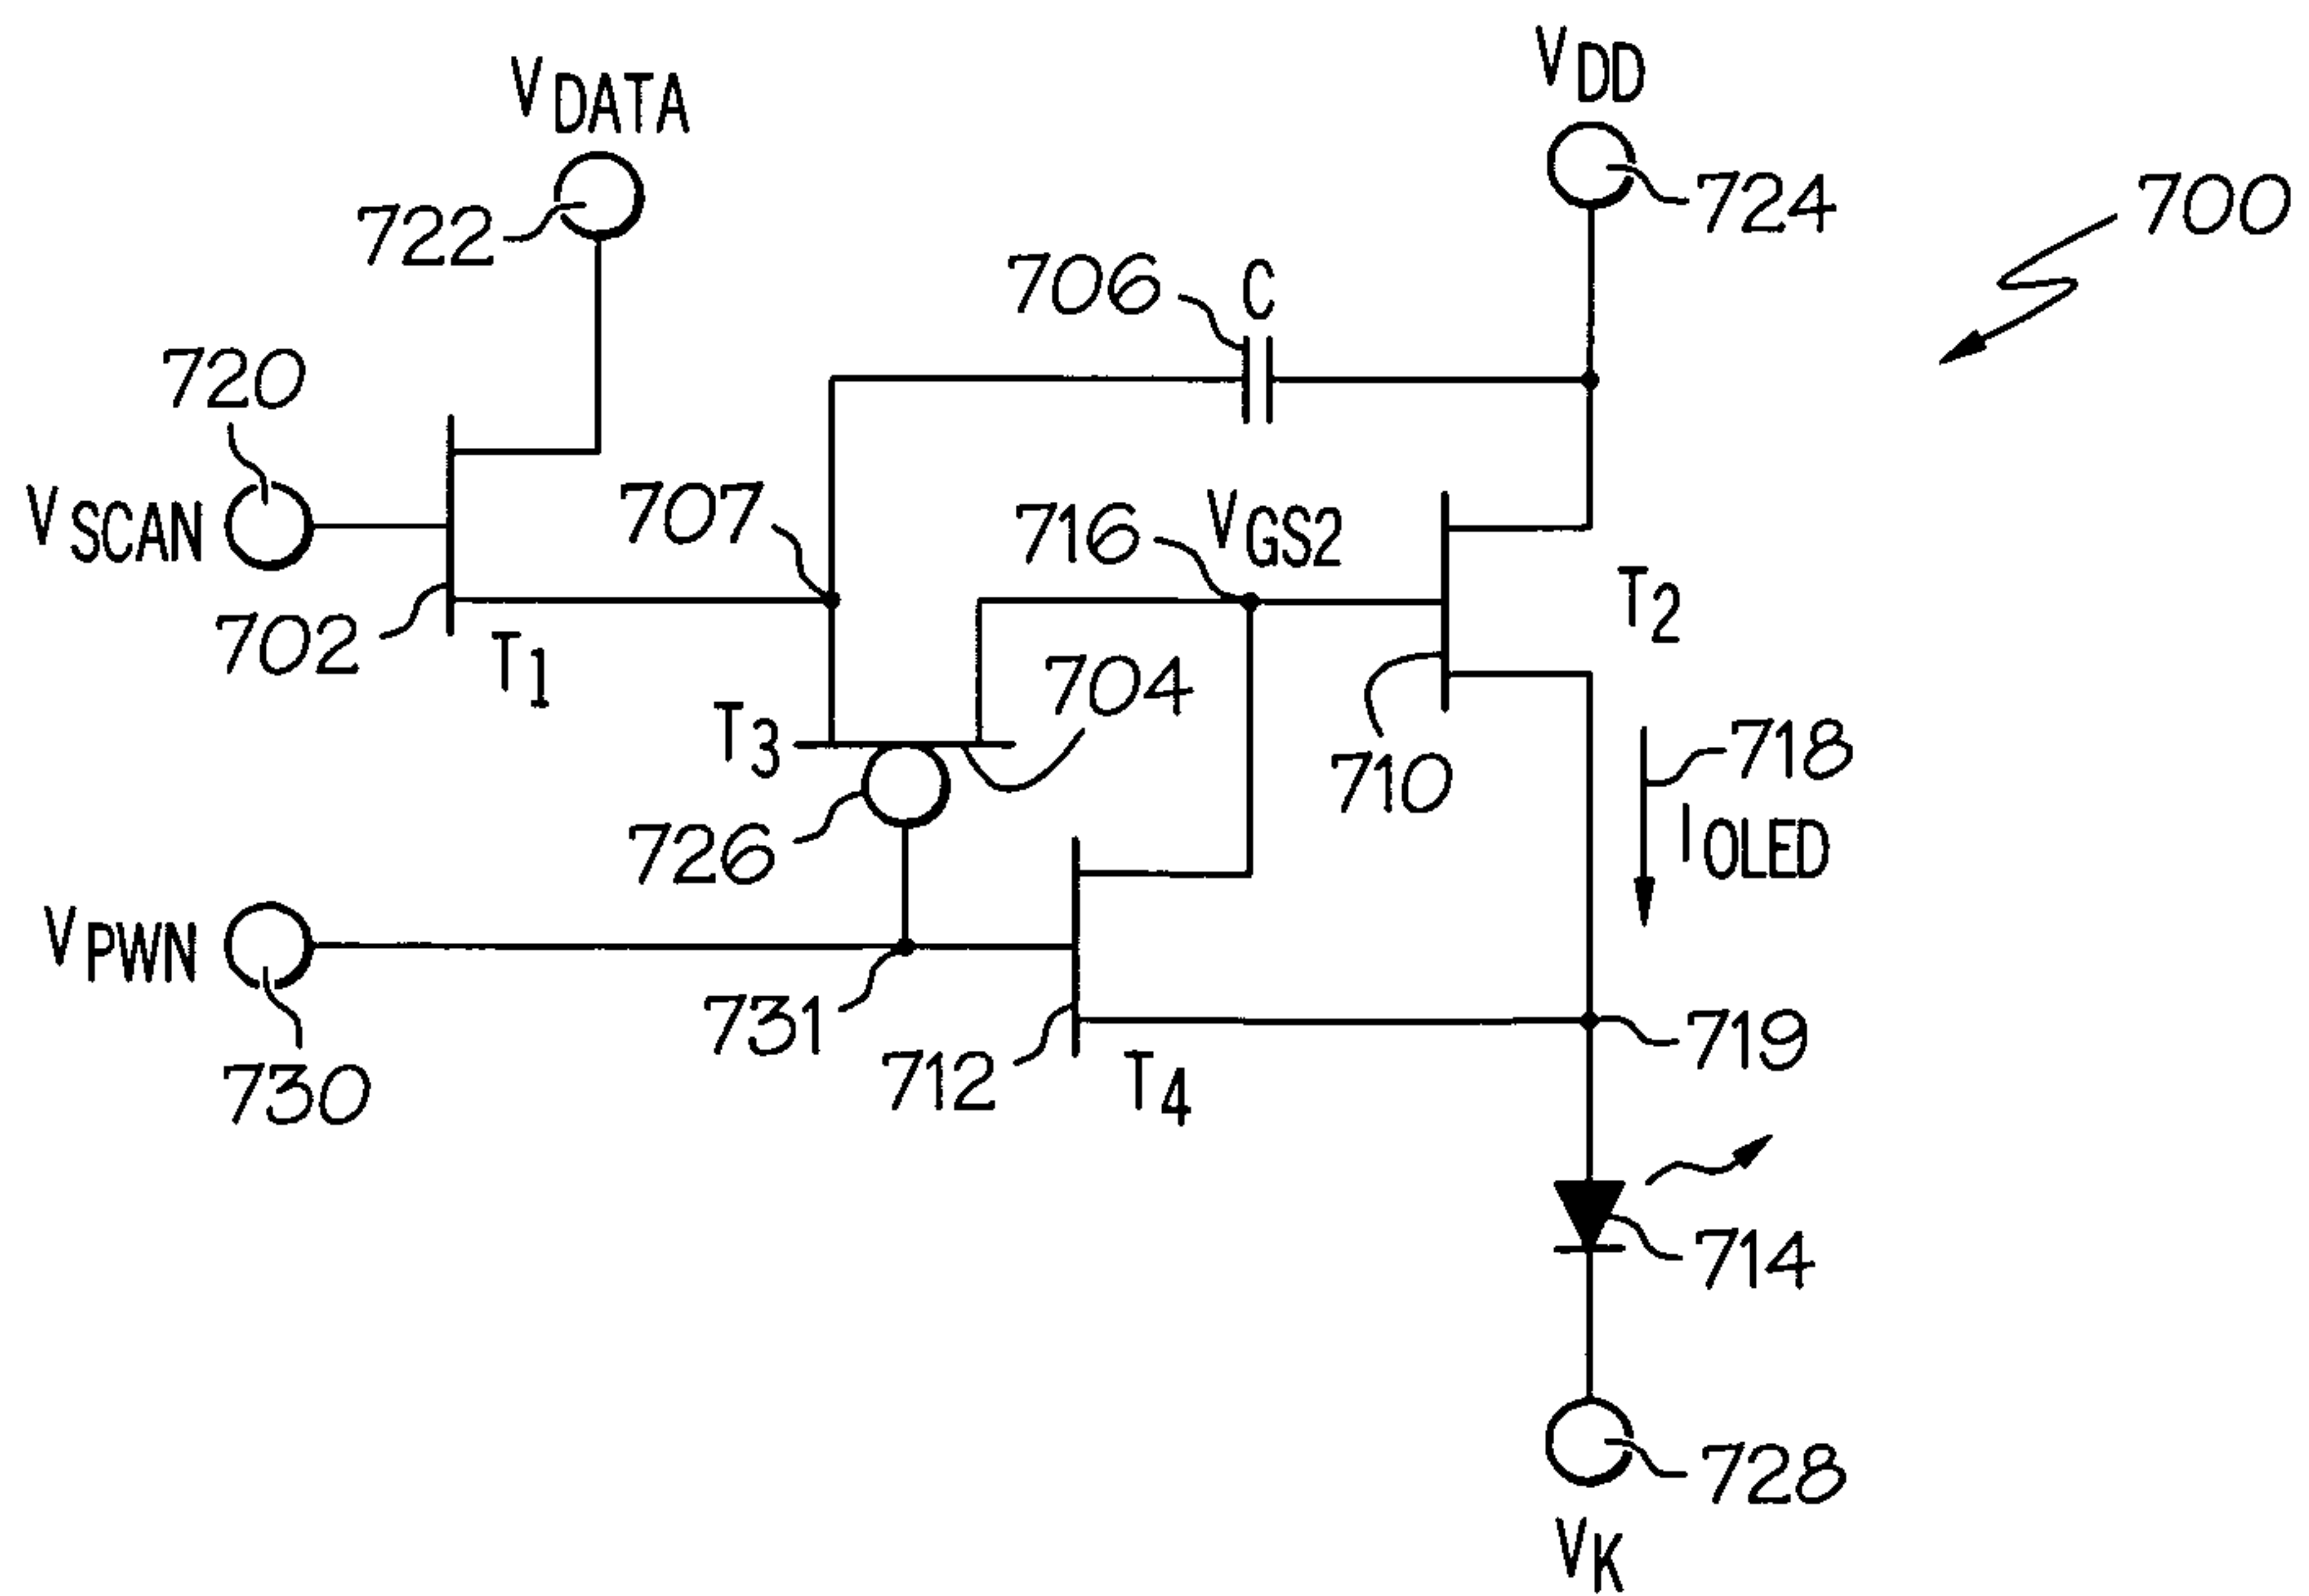 VDATA
VDD
722
724
700
706
C
720
VSCAN
707
716
VGS2
T2
702
T1
704
T3
710
718
IOLED
726
VPWN
731
719
730
712
T4
714
728
VK